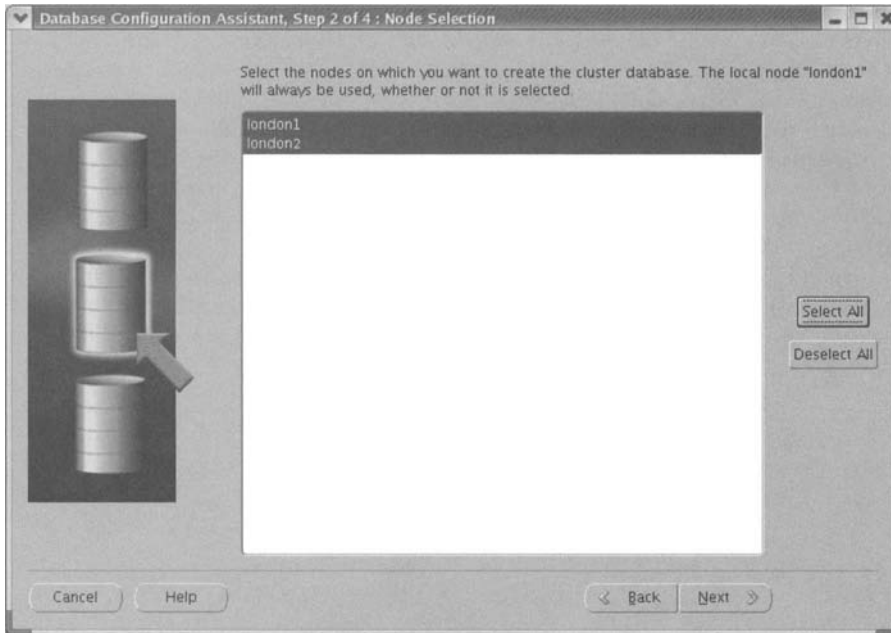 Database Configuration Assistant, Step 2 of 4 : Node Selection
Select the nodes on which you want to create the cluster database. The local node "london1"
will always be used, whether or not it is selected.
london1
london2
Select All
Deselect All
Cancel
Help
Back
Next